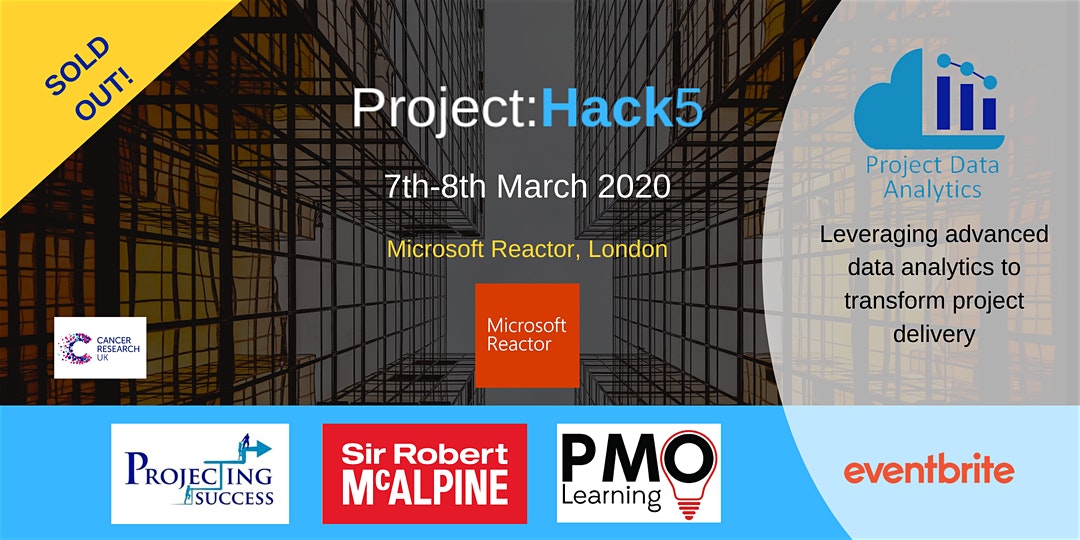 SOLD
OUT!
Project:Hack5
7th-8th March 2020
Microsoft Reactor, London
Microsoft
Reactor
CANCER
RESEARCH
UK
Project Data
Analytics
Leveraging advanced
data analytics to
transform project
delivery
PROJECTING
SUCCESS
Sir Robert
McALPINE
PMO
Learning
eventbrite